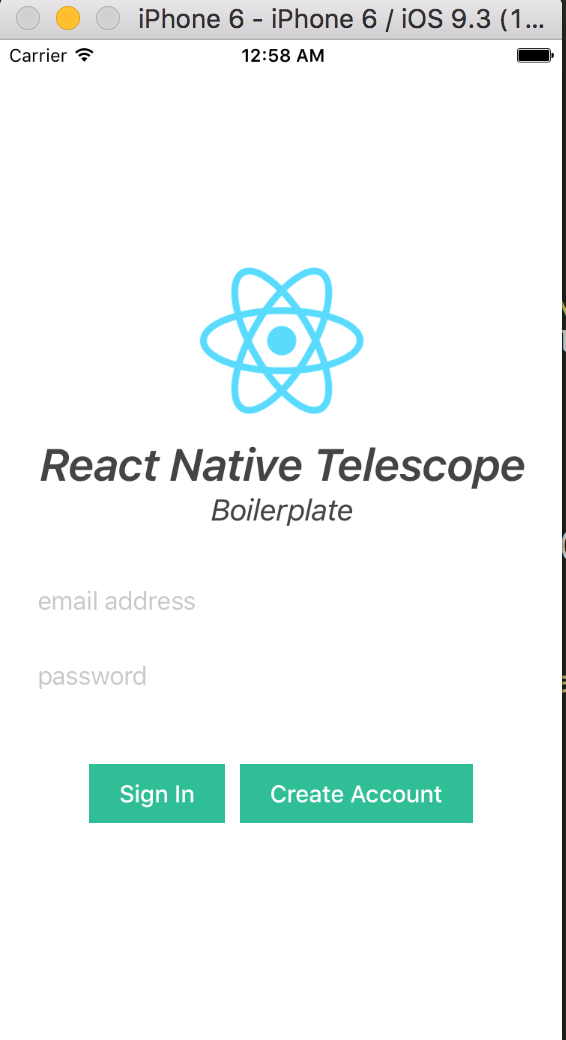 iPhone 6 - iPhone 6 / iOS 9.3 (1...
Carrier 12:58 AM
React Native Telescope
Boilerplate
email address
password
Sign In Create Account